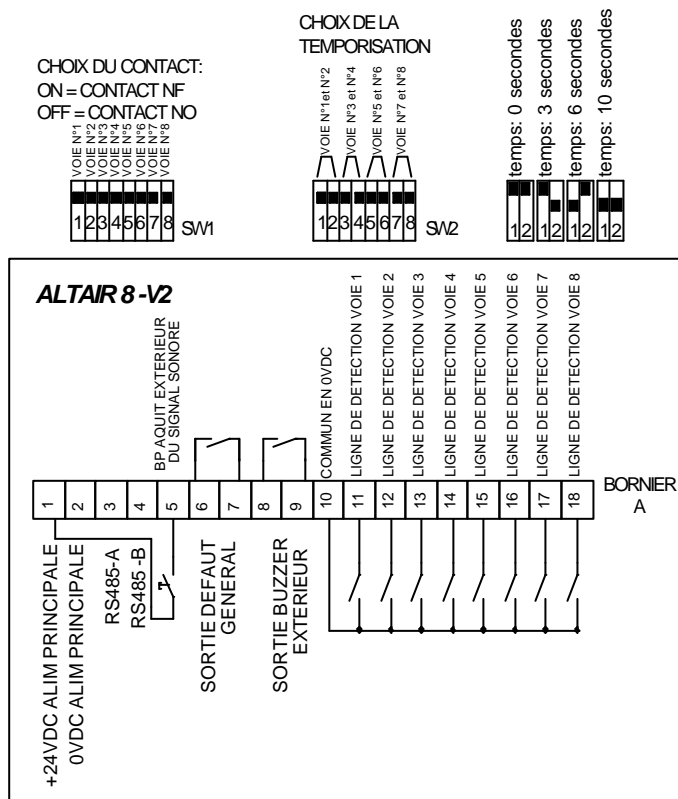 CHOIX DU CONTACT:
ON = CONTACT NF
OFF = CONTACT NO
VOIE N°1
VOIE N°2
VOIE N°3
VOIE N°4
VOIE N°5
VOIE N°6
VOIE N°7
VOIE N°8
1 2 3 4 5 6 7 8
SW1
CHOIX DE LA
TEMPORISATION
VOIE N°1 et N°2
VOIE N°3 et N°4
VOIE N°5 et N°6
VOIE N°7 et N°8
1 2 3 4 5 6 7 8
SW2
temps: 0 secondes
temps: 3 secondes
temps: 6 secondes
temps: 10 secondes
1 2
1 2
1 2
1 2
ALTAIR 8 -V2
BP AQUIT EXTERIEUR
DU SIGNAL SONORE
COMMUN EN 0VDC
LIGNE DE DETECTION VOIE 1
LIGNE DE DETECTION VOIE 2
LIGNE DE DETECTION VOIE 3
LIGNE DE DETECTION VOIE 4
LIGNE DE DETECTION VOIE 5
LIGNE DE DETECTION VOIE 6
LIGNE DE DETECTION VOIE 7
LIGNE DE DETECTION VOIE 8
1 2 3 4 5 6 7 8 9 10 11 12 13 14 15 16 17 18
BORNIER
A
+24VDC ALIM PRINCIPALE
0VDC ALIM PRINCIPALE
RS485-A
RS485 -B
SORTIE DEFAUT
GENERAL
SORTIE BUZZER
EXTERIEUR